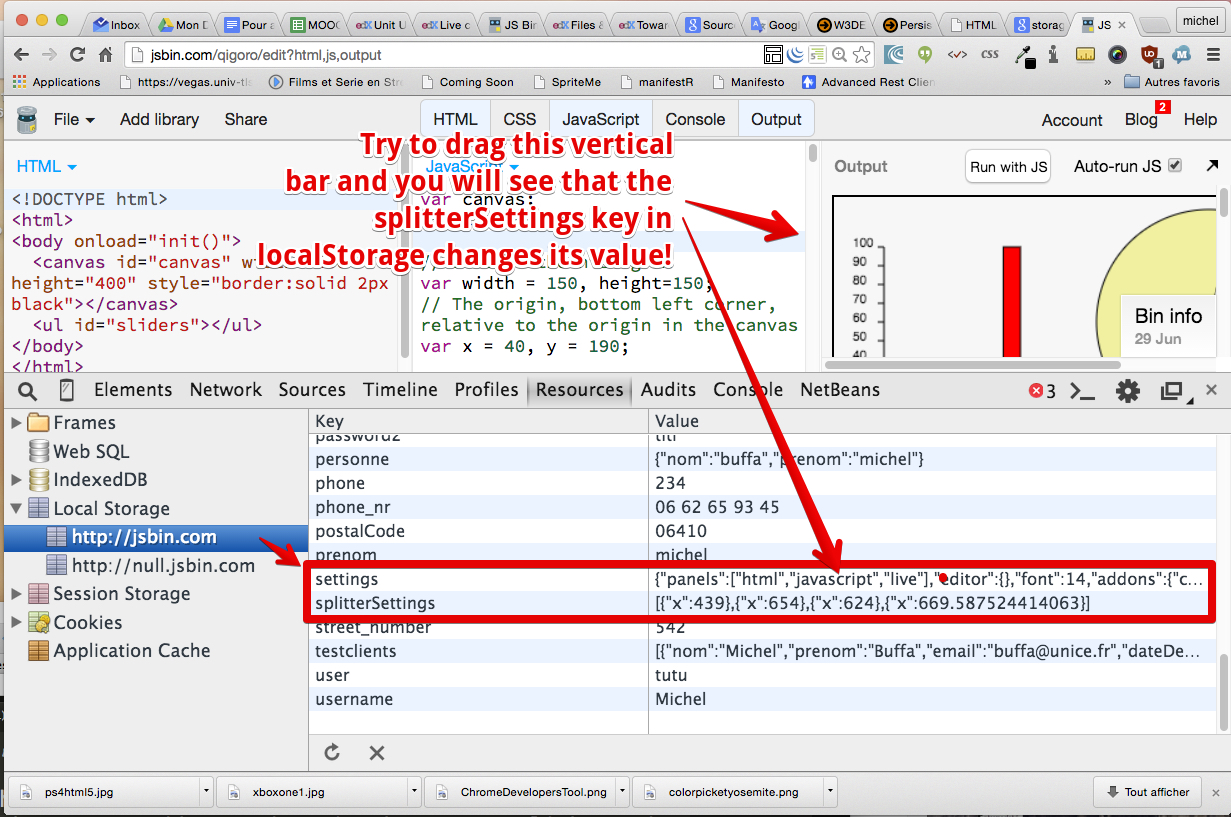 michel
Inbox Mon D Pour a MOOC edX Unit U edX Live c JS Bin edX Files & edX Towar Sourc Goog W3DE Persis HTML storag JS
jsbin.com/qigoro/edit?html,js,output
Applications https://vegas.univ-tls Films et Serie en Stre Coming Soon SpriteMe manifestR Manifesto Advanced Rest Clien » Autres favoris
File Add library Share HTML CSS JavaScript Console Output Account Blog 2 Help
Try to drag this vertical
bar and you will see that the
splitterSettings key in
localStorage changes its value!
HTML
<!DOCTYPE html>
<html>
<body onload="init()">
<canvas id="canvas" w
height="400" style="border:solid 2px
black"></canvas>
<ul id="sliders"></ul>
</body>
</html>
JavaScript
var canvas;
var width = 150, height=150;
// The origin, bottom left corner,
relative to the origin in the canvas
var x = 40, y = 190;
Output Run with JS Auto-run JS
100
90
80
70
60
50
40
Bin info
29 Jun
Elements Network Sources Timeline Profiles Resources Audits Console NetBeans 3
Frames
Web SQL
IndexedDB
Local Storage
http://jsbin.com
http://null.jsbin.com
Session Storage
Cookies
Application Cache
Key Value
password2 titi
personne {"nom":"buffa","prenom":"michel"}
phone 234
phone_nr 06 62 65 93 45
postalCode 06410
prenom michel
settings {"panels":["html","javascript","live"],"editor":{},"font":14,"addons":{"c...
splitterSettings [{"x":439},{"x":654},{"x":624},{"x":669.587524414063}]
street_number 542
testclients [{"nom":"Michel","prenom":"Buffa","email":"buffa@unice.fr","dateDe...
user tutu
username Michel
ps4html5.jpg xboxone1.jpg ChromeDevelopersTool.png colorpicketyosemite.png Tout afficher